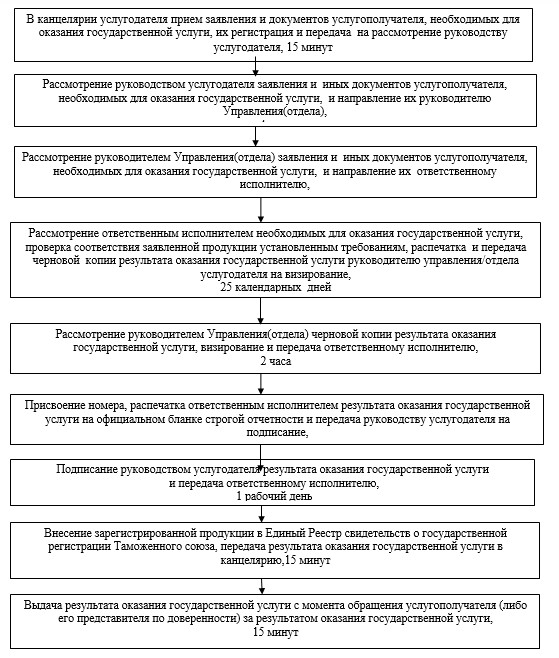 В канцелярии услугодателя прием заявления и документов услугополучателя, необходимых для
оказания государственной услуги, их регистрация и передача на рассмотрение руководству
услугодателя, 15 минут
Рассмотрение руководством услугодателя заявления и иных документов услугополучателя,
необходимых для оказания государственной услуги, и направление их руководителю
Управления(отдела),
Рассмотрение руководителем Управления(отдела) заявления и иных документов услугополучателя,
необходимых для оказания государственной услуги, и направление их ответственному
исполнителю,
Рассмотрение ответственным исполнителем необходимых для оказания государственной услуги,
проверка соответствия заявленной продукции установленным требованиям, распечатка и передача
черновой копии результата оказания государственной услуги руководителю управления/отдела
услугодателя на визирование,
25 календарных дней
Рассмотрение руководителем Управления(отдела) черновой копии результата оказания
государственной услуги, визирование и передача ответственному исполнителю,
2 часа
Присвоение номера, распечатка ответственным исполнителем результата оказания государственной
услуги на официальном бланке строгой отчетности и передача руководству услугодателя на
подписание,
Подписание руководством услугодателя результата оказания государственной услуги
и передача ответственному исполнителю,
1 рабочий день
Внесение зарегистрированной продукции в Единый Реестр свидетельств о государственной
регистрации Таможенного союза, передача результата оказания государственной услуги в
канцелярию,15 минут
Выдача результата оказания государственной услуги с момента обращения услугополучателя (либо
его представителя по доверенности) за результатом оказания государственной услуги,
15 минут